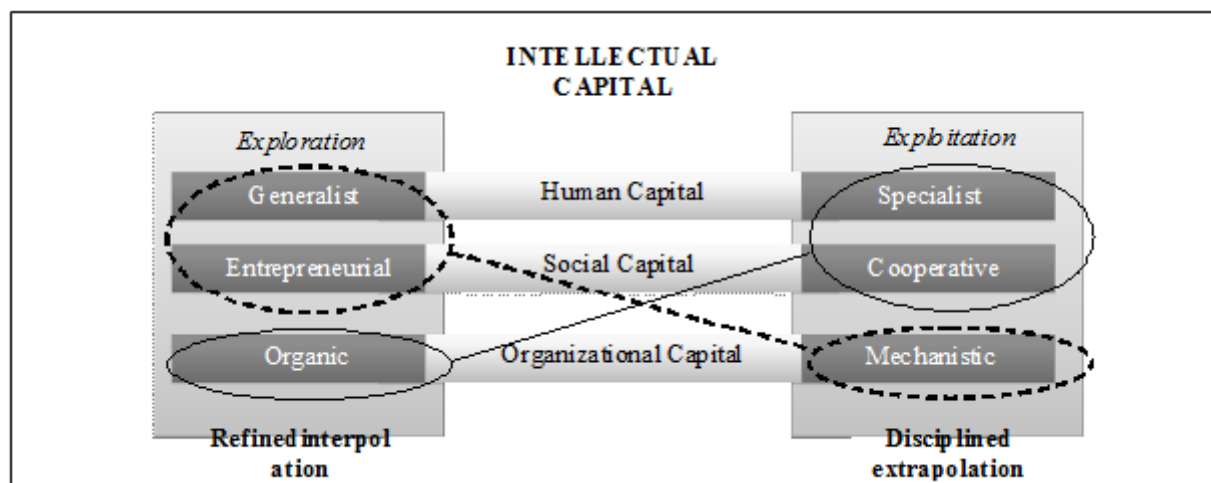 INTELLECTUAL
CAPITAL
Exploration
Exploitation
Generalist
Human Capital
Specialist
Entrepreneurial
Social Capital
Cooperative
Organic
Organizational Capital
Mechanistic
Refined interpol
ation
Disciplined
extrapolation